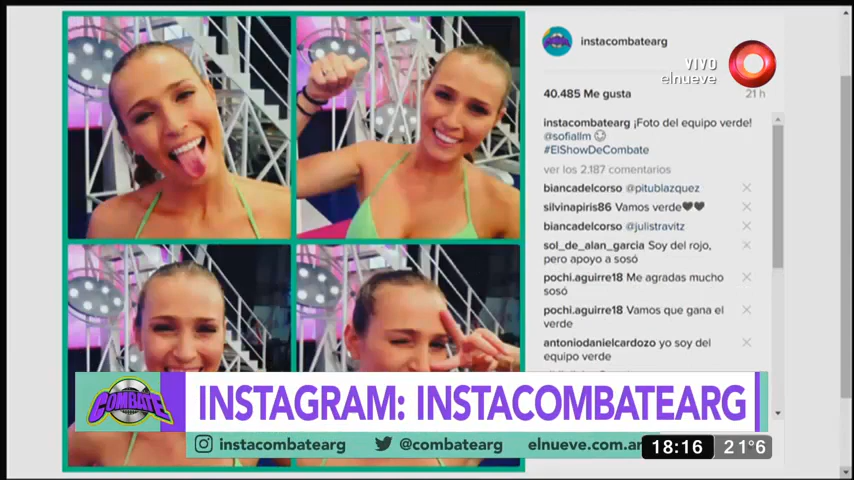 instacombatearg
VIVO
elnueve
40.485 Me gusta
21 h
instacombatearg ¡Foto del equipo verde!
@sofiallm
#ElShowDeCombate
ver los 2.187 comentarios
biancadelcorso @pitublazquez
silvinapiris86 Vamos verde🖤🖤
biancadelcorso @julistravitz
sol_de_alan_garcia Soy del rojo,
pero apoyo a sosó
pochi.aguirre18 Me agradas mucho
sosó
pochi.aguirre18 Vamos que gana el
verde
antoniodanielcardozo yo soy del
equipo verde
COMBATE
INSTAGRAM: INSTACOMBATEARG
instacombatearg @combatearg elnueve.com.ar
18:16 21°6